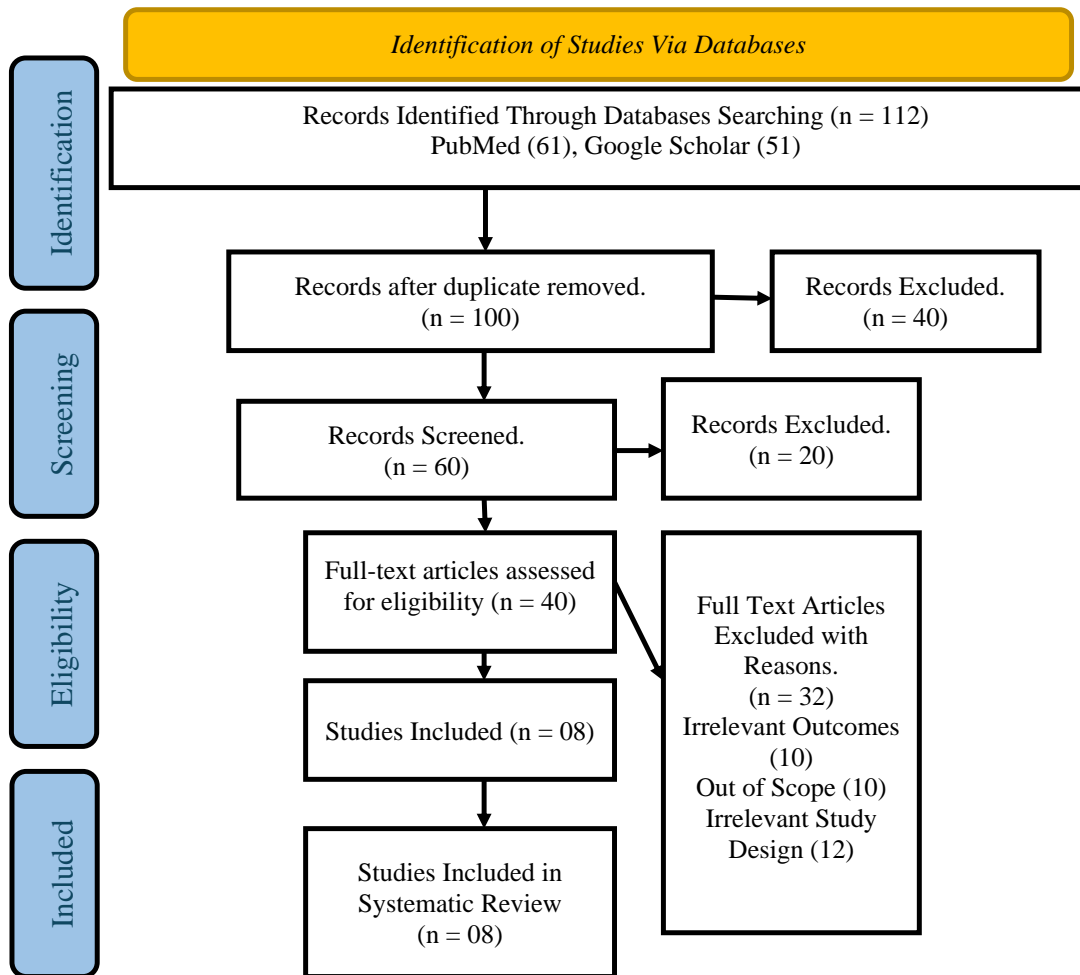 Identification of Studies Via Databases
Identification
Records Identified Through Databases Searching (n = 112)
PubMed (61), Google Scholar (51)
Records after duplicate removed.
(n = 100)
Records Excluded.
(n = 40)
Screening
Records Screened.
(n = 60)
Records Excluded.
(n = 20)
Eligibility
Full-text articles assessed
for eligibility (n = 40)
Full Text Articles
Excluded with
Reasons.
(n = 32)
Irrelevant Outcomes
(10)
Out of Scope (10)
Irrelevant Study
Design (12)
Studies Included (n = 08)
Included
Studies Included in
Systematic Review
(n = 08)